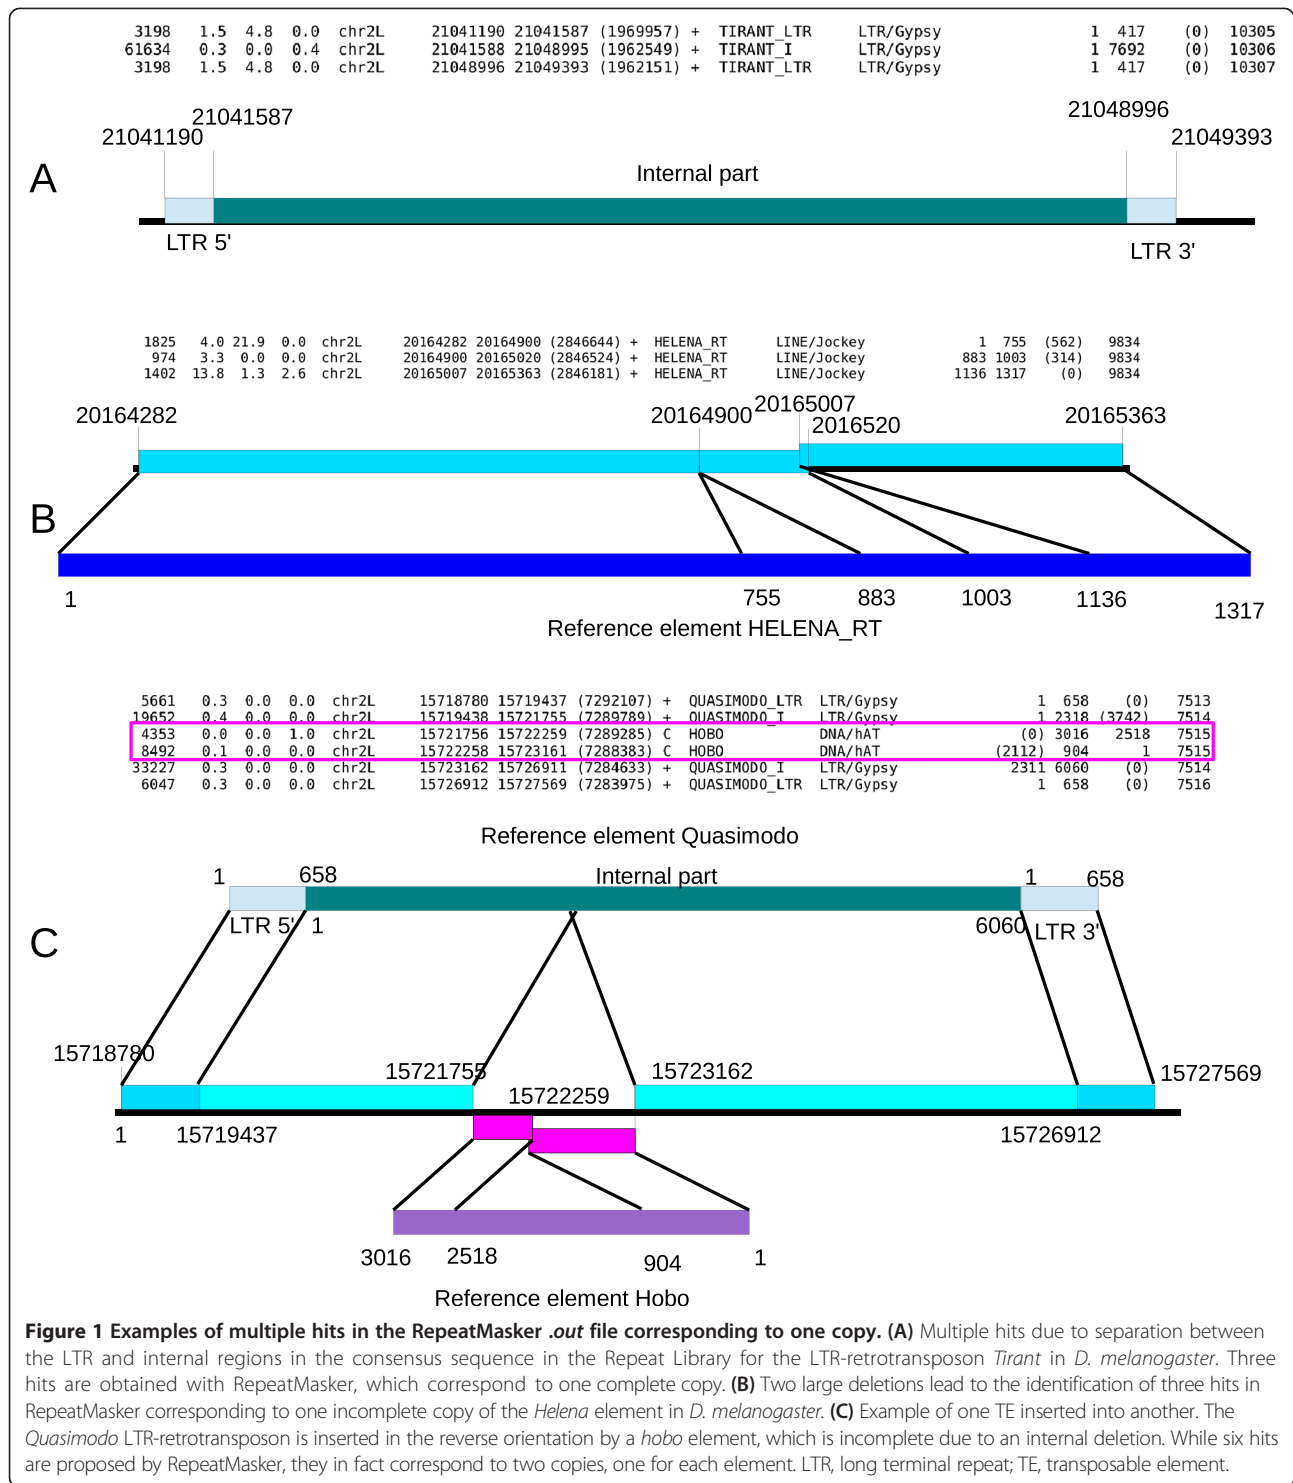 3198 1.5 4.8 0.0 chr2L 21041190 21041587 (1969957) + TIRANT_LTR LTR/Gypsy 1 417 (0) 10305
61634 0.3 0.0 0.4 chr2L 21041588 21048995 (1962549) + TIRANT_I LTR/Gypsy 1 7692 (0) 10306
3198 1.5 4.8 0.0 chr2L 21048996 21049393 (1962151) + TIRANT_LTR LTR/Gypsy 1 417 (0) 10307
21041587 21048996
21041190 21049393
A
Internal part
LTR 5'
LTR 3'
1825 4.0 21.9 0.0 chr2L 20164282 20164900 (2846644) + HELENA_RT LINE/Jockey 1 755 (562) 9834
974 3.3 0.0 0.0 chr2L 20164900 20165020 (2846524) + HELENA_RT LINE/Jockey 883 1003 (314) 9834
1402 13.8 1.3 2.6 chr2L 20165007 20165363 (2846181) + HELENA_RT LINE/Jockey 1136 1317 (0) 9834
20165007
20164282 20164900 20165363
2016520
B
1 755 883 1003 1136 1317
Reference element HELENA_RT
5661 0.3 0.0 0.0 chr2L 15718780 15719437 (7292107) + QUASIMODO_LTR LTR/Gypsy 1 658 (0) 7513
19652 0.4 0.0 0.0 chr2L 15719438 15721755 (7289789) + QUASIMODO_I LTR/Gypsy 1 2318 (3742) 7514
4353 0.0 0.0 1.0 chr2L 15721756 15722259 (7289285) C HOBO DNA/hAT (0) 3016 2518 7515
8492 0.1 0.0 0.0 chr2L 15722258 15723161 (7288383) C HOBO DNA/hAT (2112) 904 1 7515
33227 0.3 0.0 0.0 chr2L 15723162 15726911 (7284633) + QUASIMODO_I LTR/Gypsy 2311 6060 (0) 7514
6047 0.3 0.0 0.0 chr2L 15726912 15727569 (7283975) + QUASIMODO_LTR LTR/Gypsy 1 658 (0) 7516
Reference element Quasimodo
1 658 Internal part 1 658
LTR 5' 1 6060 LTR 3'
C
15718780 15721755 15723162 15727569
15722259
1 15719437 15726912
3016 2518 904 1
Reference element Hobo
Figure 1 Examples of multiple hits in the RepeatMasker .out file corresponding to one copy. (A) Multiple hits due to separation between
the LTR and internal regions in the consensus sequence in the Repeat Library for the LTR-retrotransposon Tirant in D. melanogaster. Three
hits are obtained with RepeatMasker, which correspond to one complete copy. (B) Two large deletions lead to the identification of three hits in
RepeatMasker corresponding to one incomplete copy of the Helena element in D. melanogaster. (C) Example of one TE inserted into another. The
Quasimodo LTR-retrotransposon is inserted in the reverse orientation by a hobo element, which is incomplete due to an internal deletion. While six hits
are proposed by RepeatMasker, they in fact correspond to two copies, one for each element. LTR, long terminal repeat; TE, transposable element.